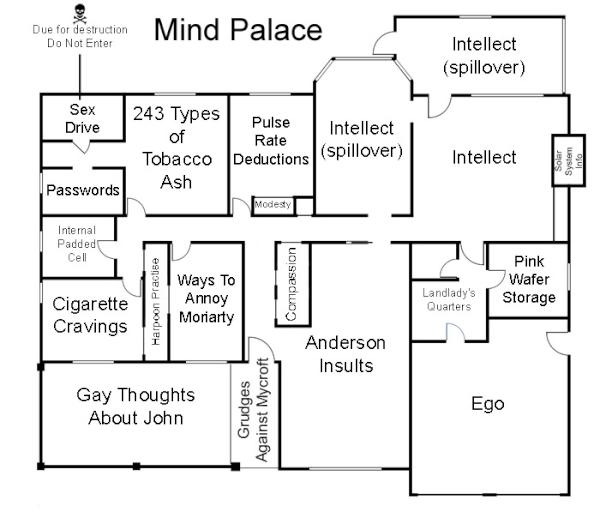 Mind Palace
Due for destruction
Do Not Enter
Intellect
(spillover)
Sex
Drive
243 Types
of
Tobacco
Ash
Pulse
Rate
Deductions
Intellect
(spillover)
Intellect
Solar
System
Info
Passwords
Modesty
Internal
Padded
Cell
Harpoon Practise
Ways To
Annoy
Moriarty
Compassion
Pink
Wafer
Storage
Landlady's
Quarters
Cigarette
Cravings
Anderson
Insults
Gay Thoughts
About John
Grudges
Against Mycroft
Ego